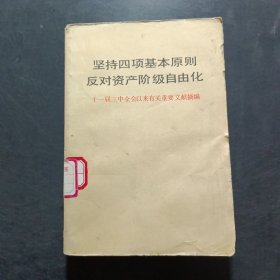 坚持四项基本原则
反对资产阶级自由化
十一届三中全会以来有关重要文献摘编